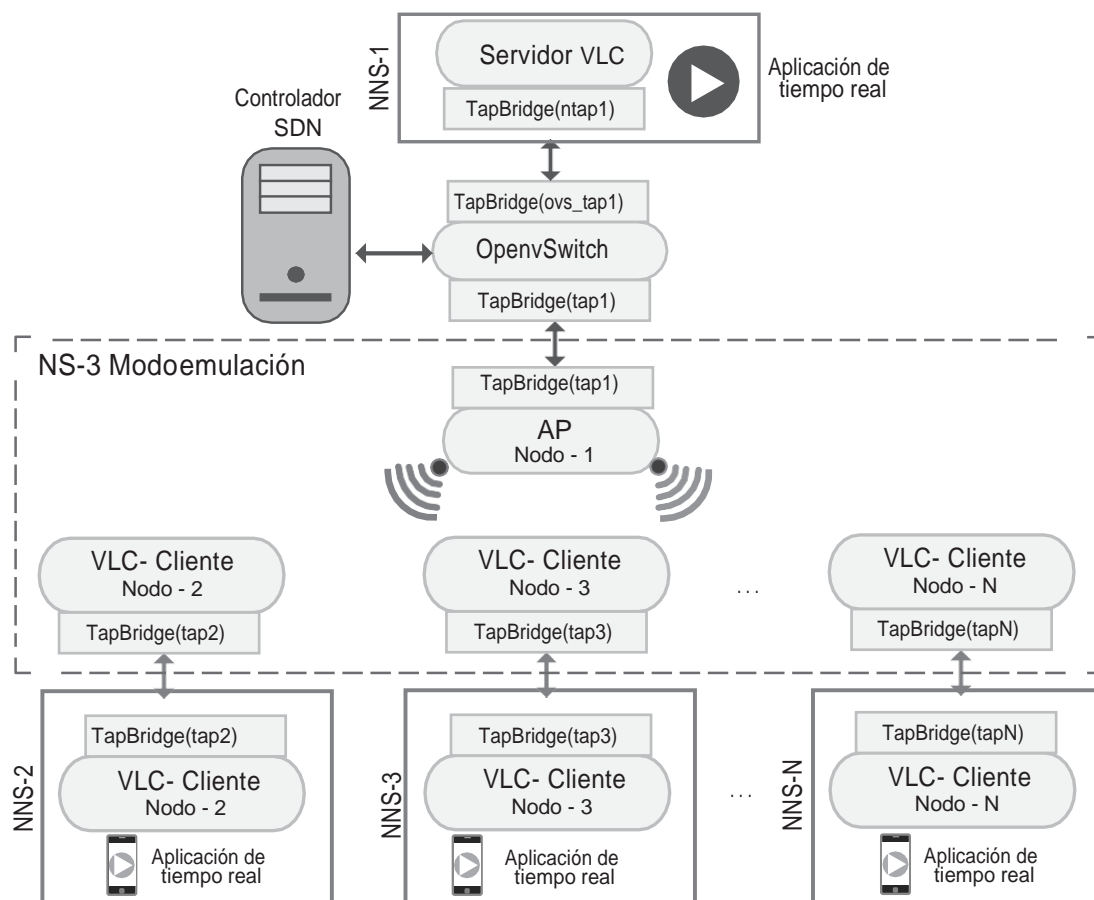 NNS-1
Servidor VLC
TapBridge(ntap1)
Aplicación de
tiempo real
Controlador
SDN
TapBridge(ovs_tap1)
OpenvSwitch
TapBridge(tap1)
NS-3 Modoemulación
TapBridge(tap1)
AP
Nodo - 1
VLC- Cliente
Nodo - 2
TapBridge(tap2)
VLC- Cliente
Nodo - 3
TapBridge(tap3)
...
VLC- Cliente
Nodo - N
TapBridge(tapN)
NNS-2
TapBridge(tap2)
VLC- Cliente
Nodo - 2
Aplicación de
tiempo real
NNS-3
TapBridge(tap3)
VLC- Cliente
Nodo - 3
Aplicación de
tiempo real
...
NNS-N
TapBridge(tapN)
VLC- Cliente
Nodo - N
Aplicación de
tiempo real